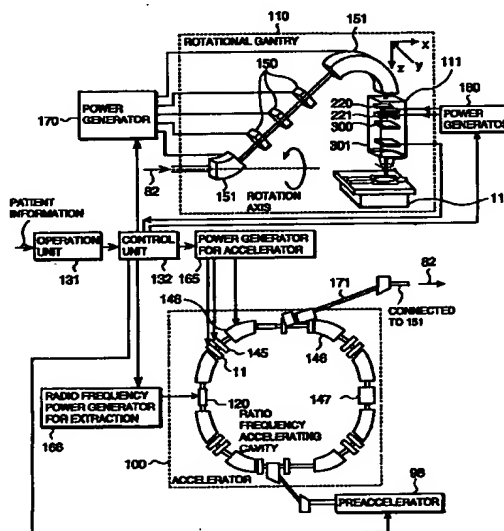 110
151
ROTATIONAL GANTRY
x
y
z
111
150
220
221
300
301
160
POWER GENERATOR
170
POWER GENERATOR
82
151
ROTATION AXIS
11
PATIENT INFORMATION
OPERATION UNIT
131
CONTROL UNIT
132
POWER GENERATOR FOR ACCELERATOR
165
171
82
CONNECTED TO 151
148
145
11
146
147
120
RADIO FREQUENCY POWER GENERATOR FOR EXTRACTION
166
RATIO FREQUENCY ACCELERATING CAVITY
100
ACCELERATOR
98
PREACCELERATOR